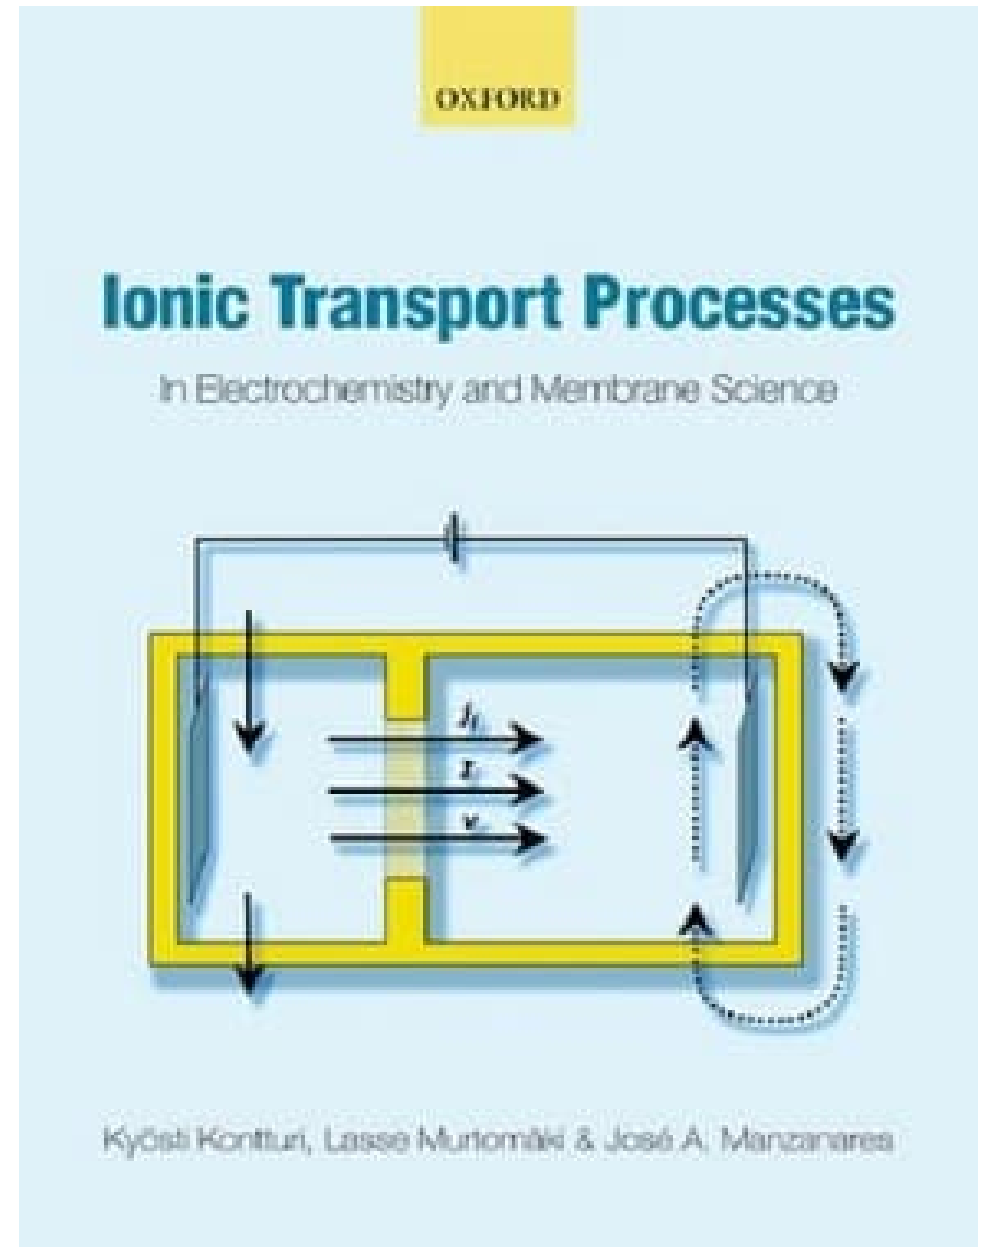 OXFORD
Ionic Transport Processes
In Electrochemistry and Membrane Science
v
Kyösti Kontturi, Lasse Murtomäki & José A. Manzanares